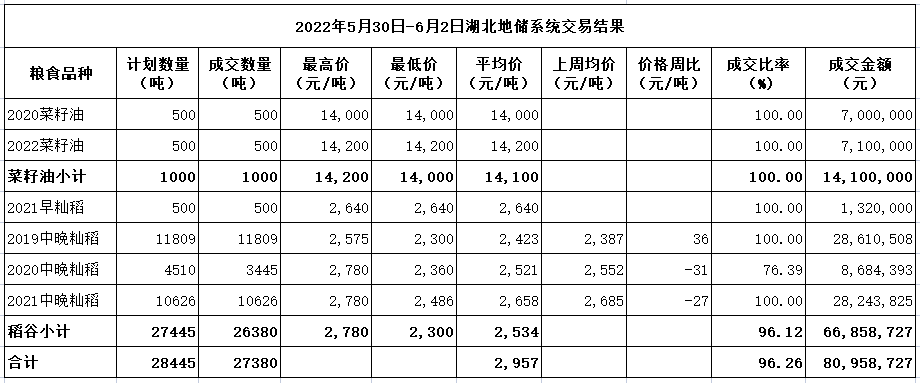 2022年5月30日-6月2日湖北地储系统交易结果
粮食品种 计划数量（吨） 成交数量（吨） 最高价（元/吨） 最低价（元/吨） 平均价（元/吨） 上周均价（元/吨） 价格周比（元/吨） 成交比率（%） 成交金额（元）
2020菜籽油 500 500 14,000 14,000 14,000 100.00 7,000,000
2022菜籽油 500 500 14,200 14,200 14,200 100.00 7,100,000
菜籽油小计 1000 1000 14,200 14,000 14,100 100.00 14,100,000
2021早籼稻 500 500 2,640 2,640 2,640 100.00 1,320,000
2019中晚籼稻 11809 11809 2,575 2,300 2,423 2,387 36 100.00 28,610,508
2020中晚籼稻 4510 3445 2,780 2,360 2,521 2,552 -31 76.39 8,684,393
2021中晚籼稻 10626 10626 2,780 2,486 2,658 2,685 -27 100.00 28,243,825
稻谷小计 27445 26380 2,780 2,300 2,534 96.12 66,858,727
合计 28445 27380 2,957 96.26 80,958,727